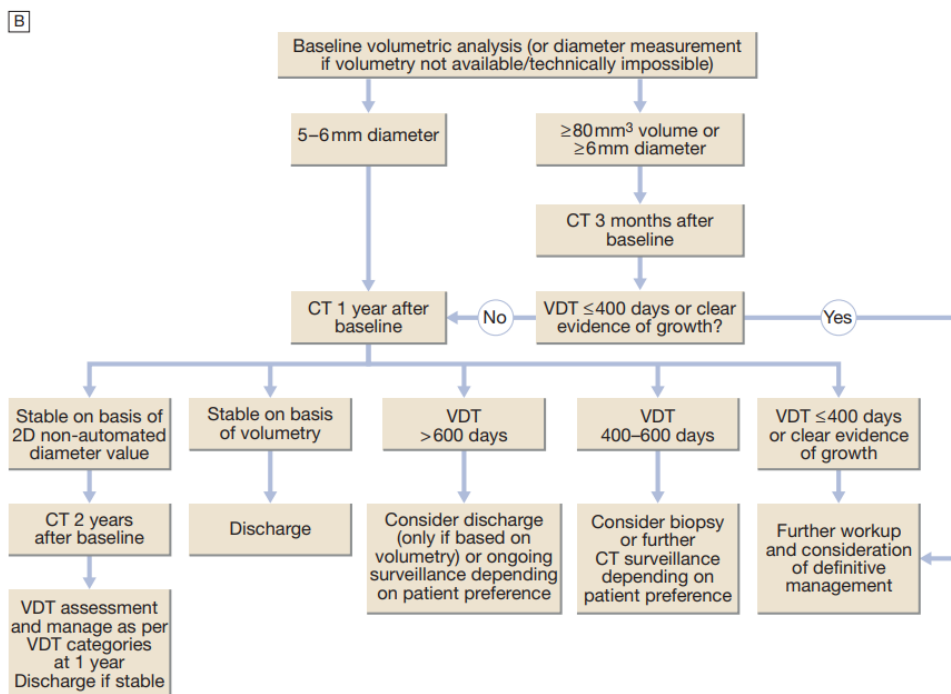 B
Baseline volumetric analysis (or diameter measurement
if volumetry not available/technically impossible)
5–6mm diameter
≥80mm³ volume or
≥6mm diameter
CT 3 months after
baseline
CT 1 year after
baseline
No
VDT ≤400 days or clear
evidence of growth?
Yes
Stable on basis of
2D non-automated
diameter value
Stable on basis
of volumetry
VDT
>600 days
VDT
400–600 days
VDT ≤400 days
or clear evidence
of growth
CT 2 years
after baseline
Discharge
Consider discharge
(only if based on
volumetry) or ongoing
surveillance depending
on patient preference
Consider biopsy
or further
CT surveillance
depending on
patient preference
Further workup
and consideration
of definitive
management
VDT assessment
and manage as per
VDT categories
at 1 year
Discharge if stable